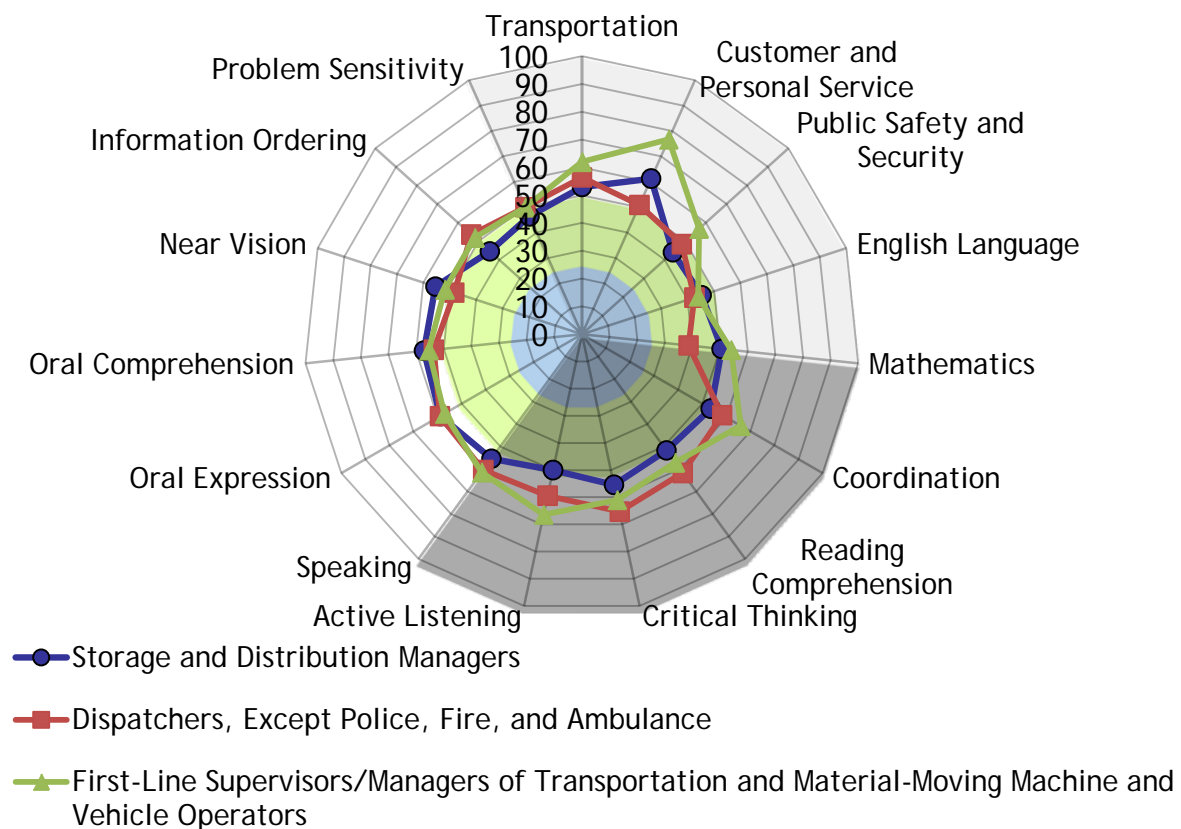 Transportation
Customer and
Personal Service
Public Safety and
Security
English Language
Mathematics
Coordination
Reading
Comprehension
Critical Thinking
Active Listening
Speaking
Oral Expression
Oral Comprehension
Near Vision
Information Ordering
Problem Sensitivity
100
90
80
70
60
50
40
30
20
10
0
Storage and Distribution Managers
Dispatchers, Except Police, Fire, and Ambulance
First-Line Supervisors/Managers of Transportation and Material-Moving Machine and
Vehicle Operators